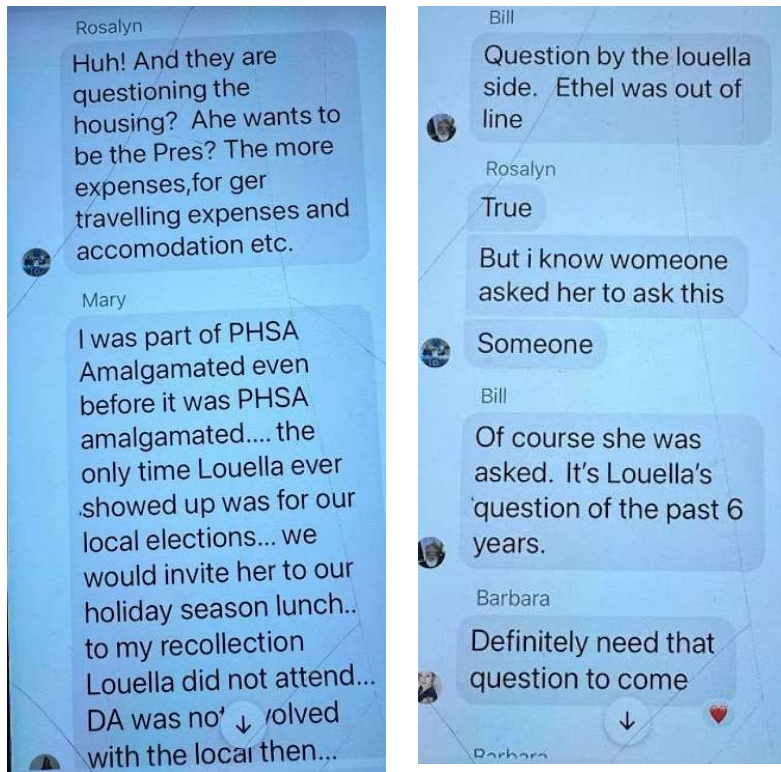 Rosalyn
Huh! And they are
questioning the
housing? Ahe wants to
be the Pres? The more
expenses,for ger
travelling expenses and
accomodation etc.
Mary
I was part of PHSA
Amalgamated even
before it was PHSA
amalgamated.... the
only time Louella ever
showed up was for our
local elections... we
would invite her to our
holiday season lunch..
to my recollection
Louella did not attend...
DA was
with the local then...
Bill
Question by the louella
side. Ethel was out of
line
Rosalyn
True
But i know womeone
asked her to ask this
Someone
Bill
Of course she was
asked. It's Louella's
question of the past 6
years.
Barbara
Definitely need that
question to come
Barbara